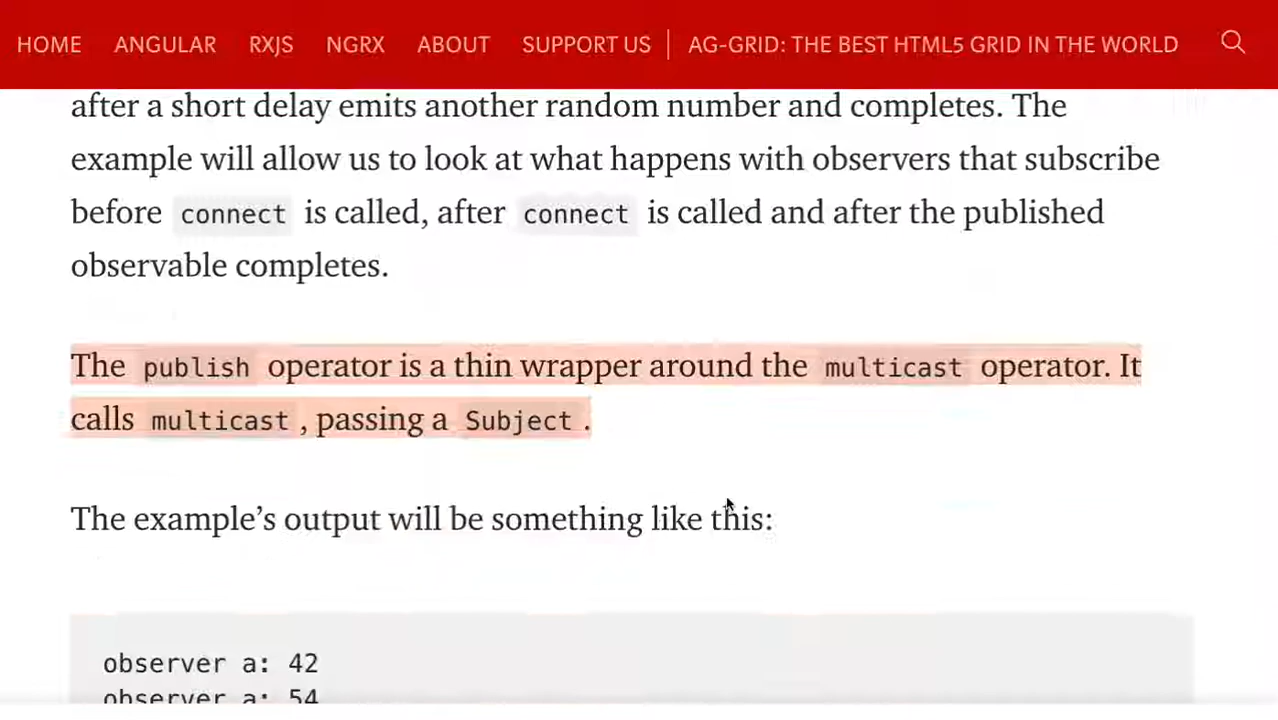 HOME ANGULAR RXJS NGRX ABOUT SUPPORT US AG-GRID: THE BEST HTML5 GRID IN THE WORLD
after a short delay emits another random number and completes. The
example will allow us to look at what happens with observers that subscribe
before connect is called, after connect is called and after the published
observable completes.
The publish operator is a thin wrapper around the multicast operator. It
calls multicast , passing a Subject .
The example’s output will be something like this:
observer a: 42
observer a: 54